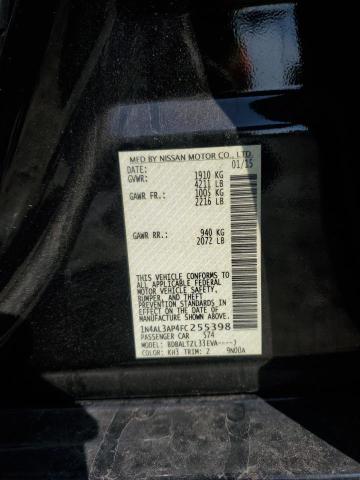 MFD BY NISSAN MOTOR CO., LTD.
DATE: 01/15
GVWR: 1910 KG
4211 LB
GAWR FR.: 1005 KG
2216 LB
GAWR RR.: 940 KG
2072 LB
THIS VEHICLE CONFORMS TO
ALL APPLICABLE FEDERAL
MOTOR VEHICLE SAFETY,
BUMPER, AND THEFT
PREVENTION STANDARDS
IN EFFECT ON THE DATE OF
MANUFACTURE SHOWN ABOVE.
1N4AL3AP4FC255398
PASSENGER CAR 574
MODEL: BDBALTZL33EVA----J
COLOR: KH3 TRIM: Z 9N00A